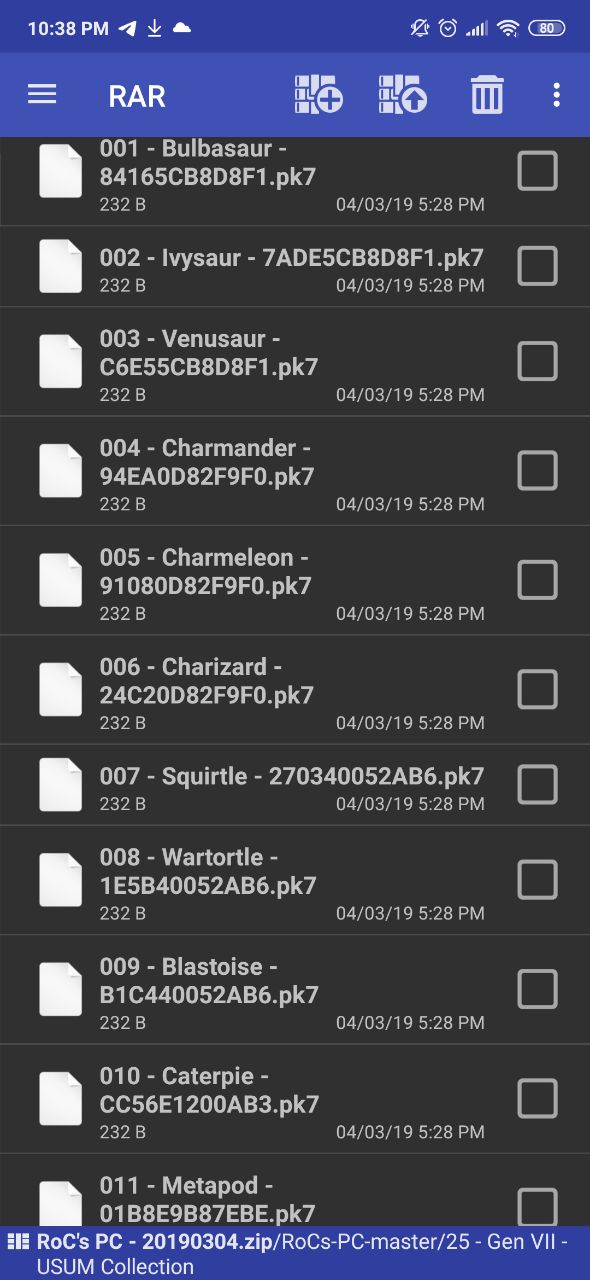 10:38 PM
80
RAR
001 - Bulbasaur -
84165CB8D8F1.pk7
232 B 04/03/19 5:28 PM
002 - Ivysaur - 7ADE5CB8D8F1.pk7
232 B 04/03/19 5:28 PM
003 - Venusaur -
C6E55CB8D8F1.pk7
232 B 04/03/19 5:28 PM
004 - Charmander -
94EA0D82F9F0.pk7
232 B 04/03/19 5:28 PM
005 - Charmeleon -
91080D82F9F0.pk7
232 B 04/03/19 5:28 PM
006 - Charizard -
24C20D82F9F0.pk7
232 B 04/03/19 5:28 PM
007 - Squirtle - 270340052AB6.pk7
232 B 04/03/19 5:28 PM
008 - Wartortle -
1E5B40052AB6.pk7
232 B 04/03/19 5:28 PM
009 - Blastoise -
B1C440052AB6.pk7
232 B 04/03/19 5:28 PM
010 - Caterpie -
CC56E1200AB3.pk7
232 B 04/03/19 5:28 PM
011 - Metapod -
01B8E9B87EBE.pk7
RoC's PC - 20190304.zip/RoCs-PC-master/25 - Gen VII -
USUM Collection